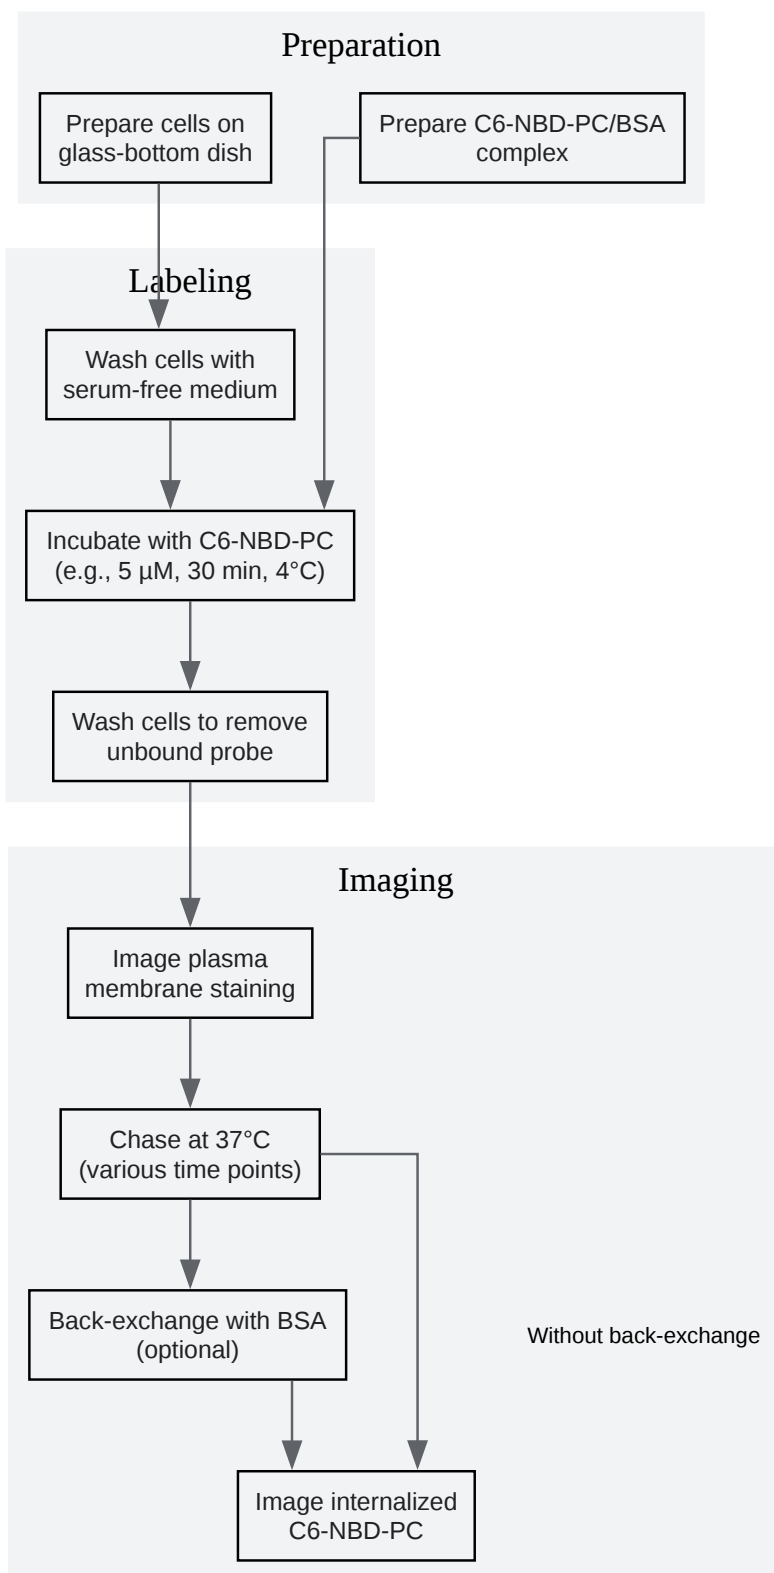 Preparation
Prepare cells on
glass-bottom dish
Prepare C6-NBD-PC/BSA
complex
Labeling
Wash cells with
serum-free medium
Incubate with C6-NBD-PC
(e.g., 5 µM, 30 min, 4°C)
Wash cells to remove
unbound probe
Imaging
Image plasma
membrane staining
Chase at 37°C
(various time points)
Back-exchange with BSA
(optional)
Without back-exchange
Image internalized
C6-NBD-PC